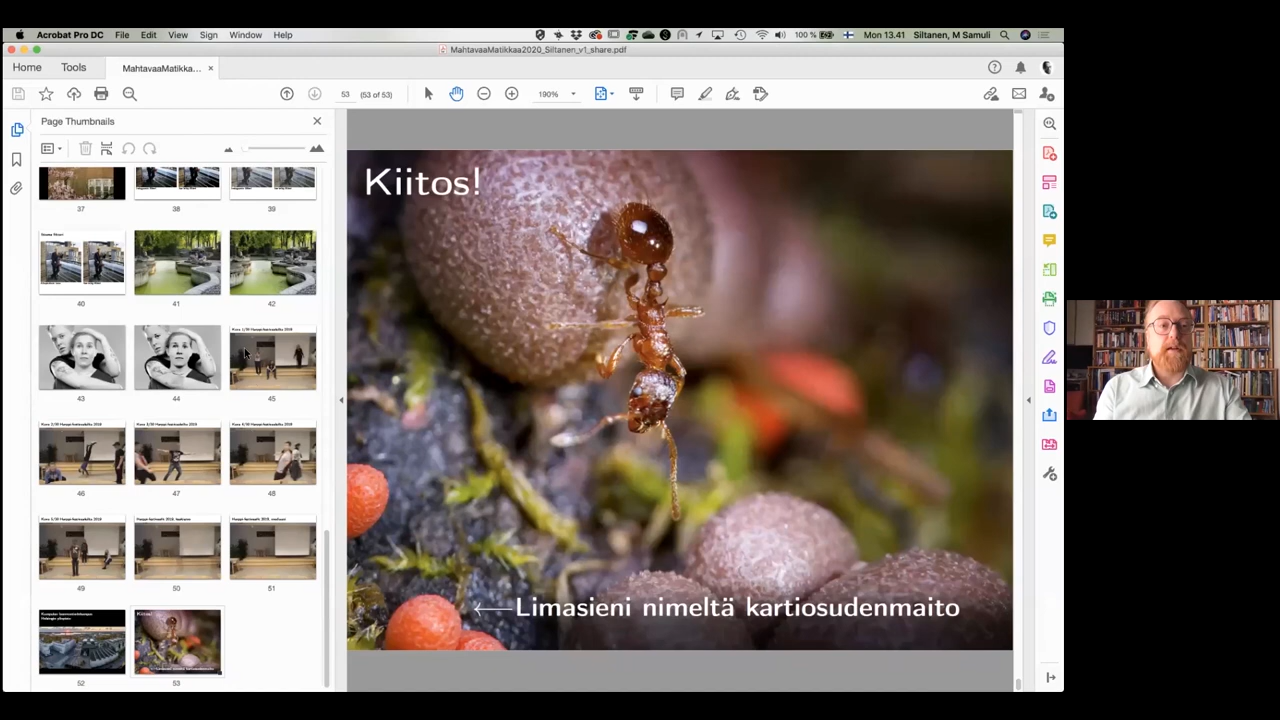 Acrobat Pro DC File Edit View Sign Window Help
100 % Mon 13.41 Siltanen, M Samuli
MahtavaaMatikkaa2020_Siltanen_v1_share.pdf
Home Tools MahtavaaMatikka... ×
53 (53 of 53) 190%
Page Thumbnails
37 38 39
40 41 42
43 44 45
46 47 48
49 50 51
52 53
Kiitos!
Limasieni nimeltä kartiosudenmaito